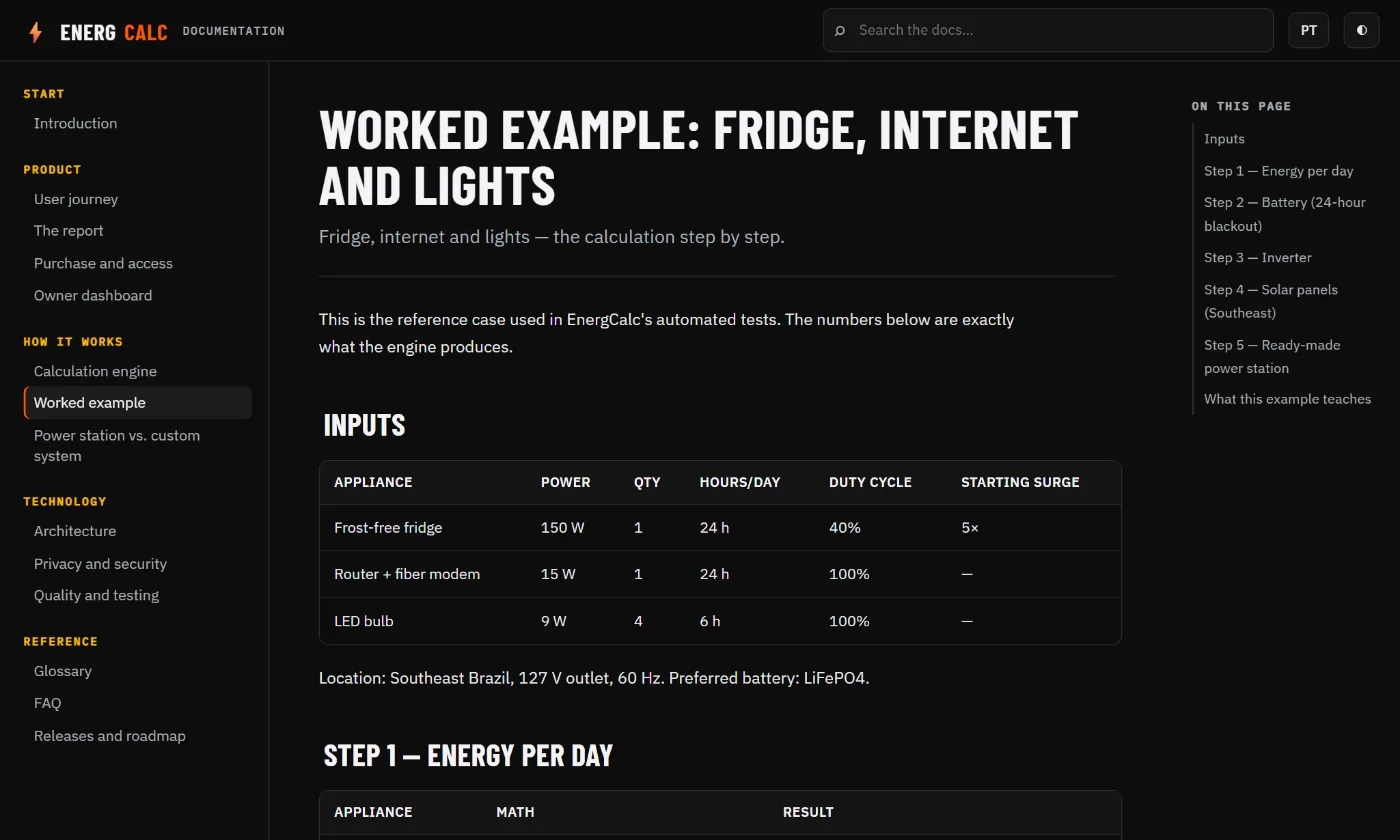 ENERG CALC DOCUMENTATION
Search the docs...
PT
START
Introduction
PRODUCT
User journey
The report
Purchase and access
Owner dashboard
HOW IT WORKS
Calculation engine
Worked example
Power station vs. custom
system
TECHNOLOGY
Architecture
Privacy and security
Quality and testing
REFERENCE
Glossary
FAQ
Releases and roadmap
WORKED EXAMPLE: FRIDGE, INTERNET
AND LIGHTS
Fridge, internet and lights — the calculation step by step.
This is the reference case used in EnergCalc's automated tests. The numbers below are exactly
what the engine produces.
INPUTS
APPLIANCE POWER QTY HOURS/DAY DUTY CYCLE STARTING SURGE
Frost-free fridge 150 W 1 24 h 40% 5×
Router + fiber modem 15 W 1 24 h 100% —
LED bulb 9 W 4 6 h 100% —
Location: Southeast Brazil, 127 V outlet, 60 Hz. Preferred battery: LiFePO4.
STEP 1 — ENERGY PER DAY
APPLIANCE MATH RESULT
ON THIS PAGE
Inputs
Step 1 — Energy per day
Step 2 — Battery (24-hour
blackout)
Step 3 — Inverter
Step 4 — Solar panels
(Southeast)
Step 5 — Ready-made
power station
What this example teaches